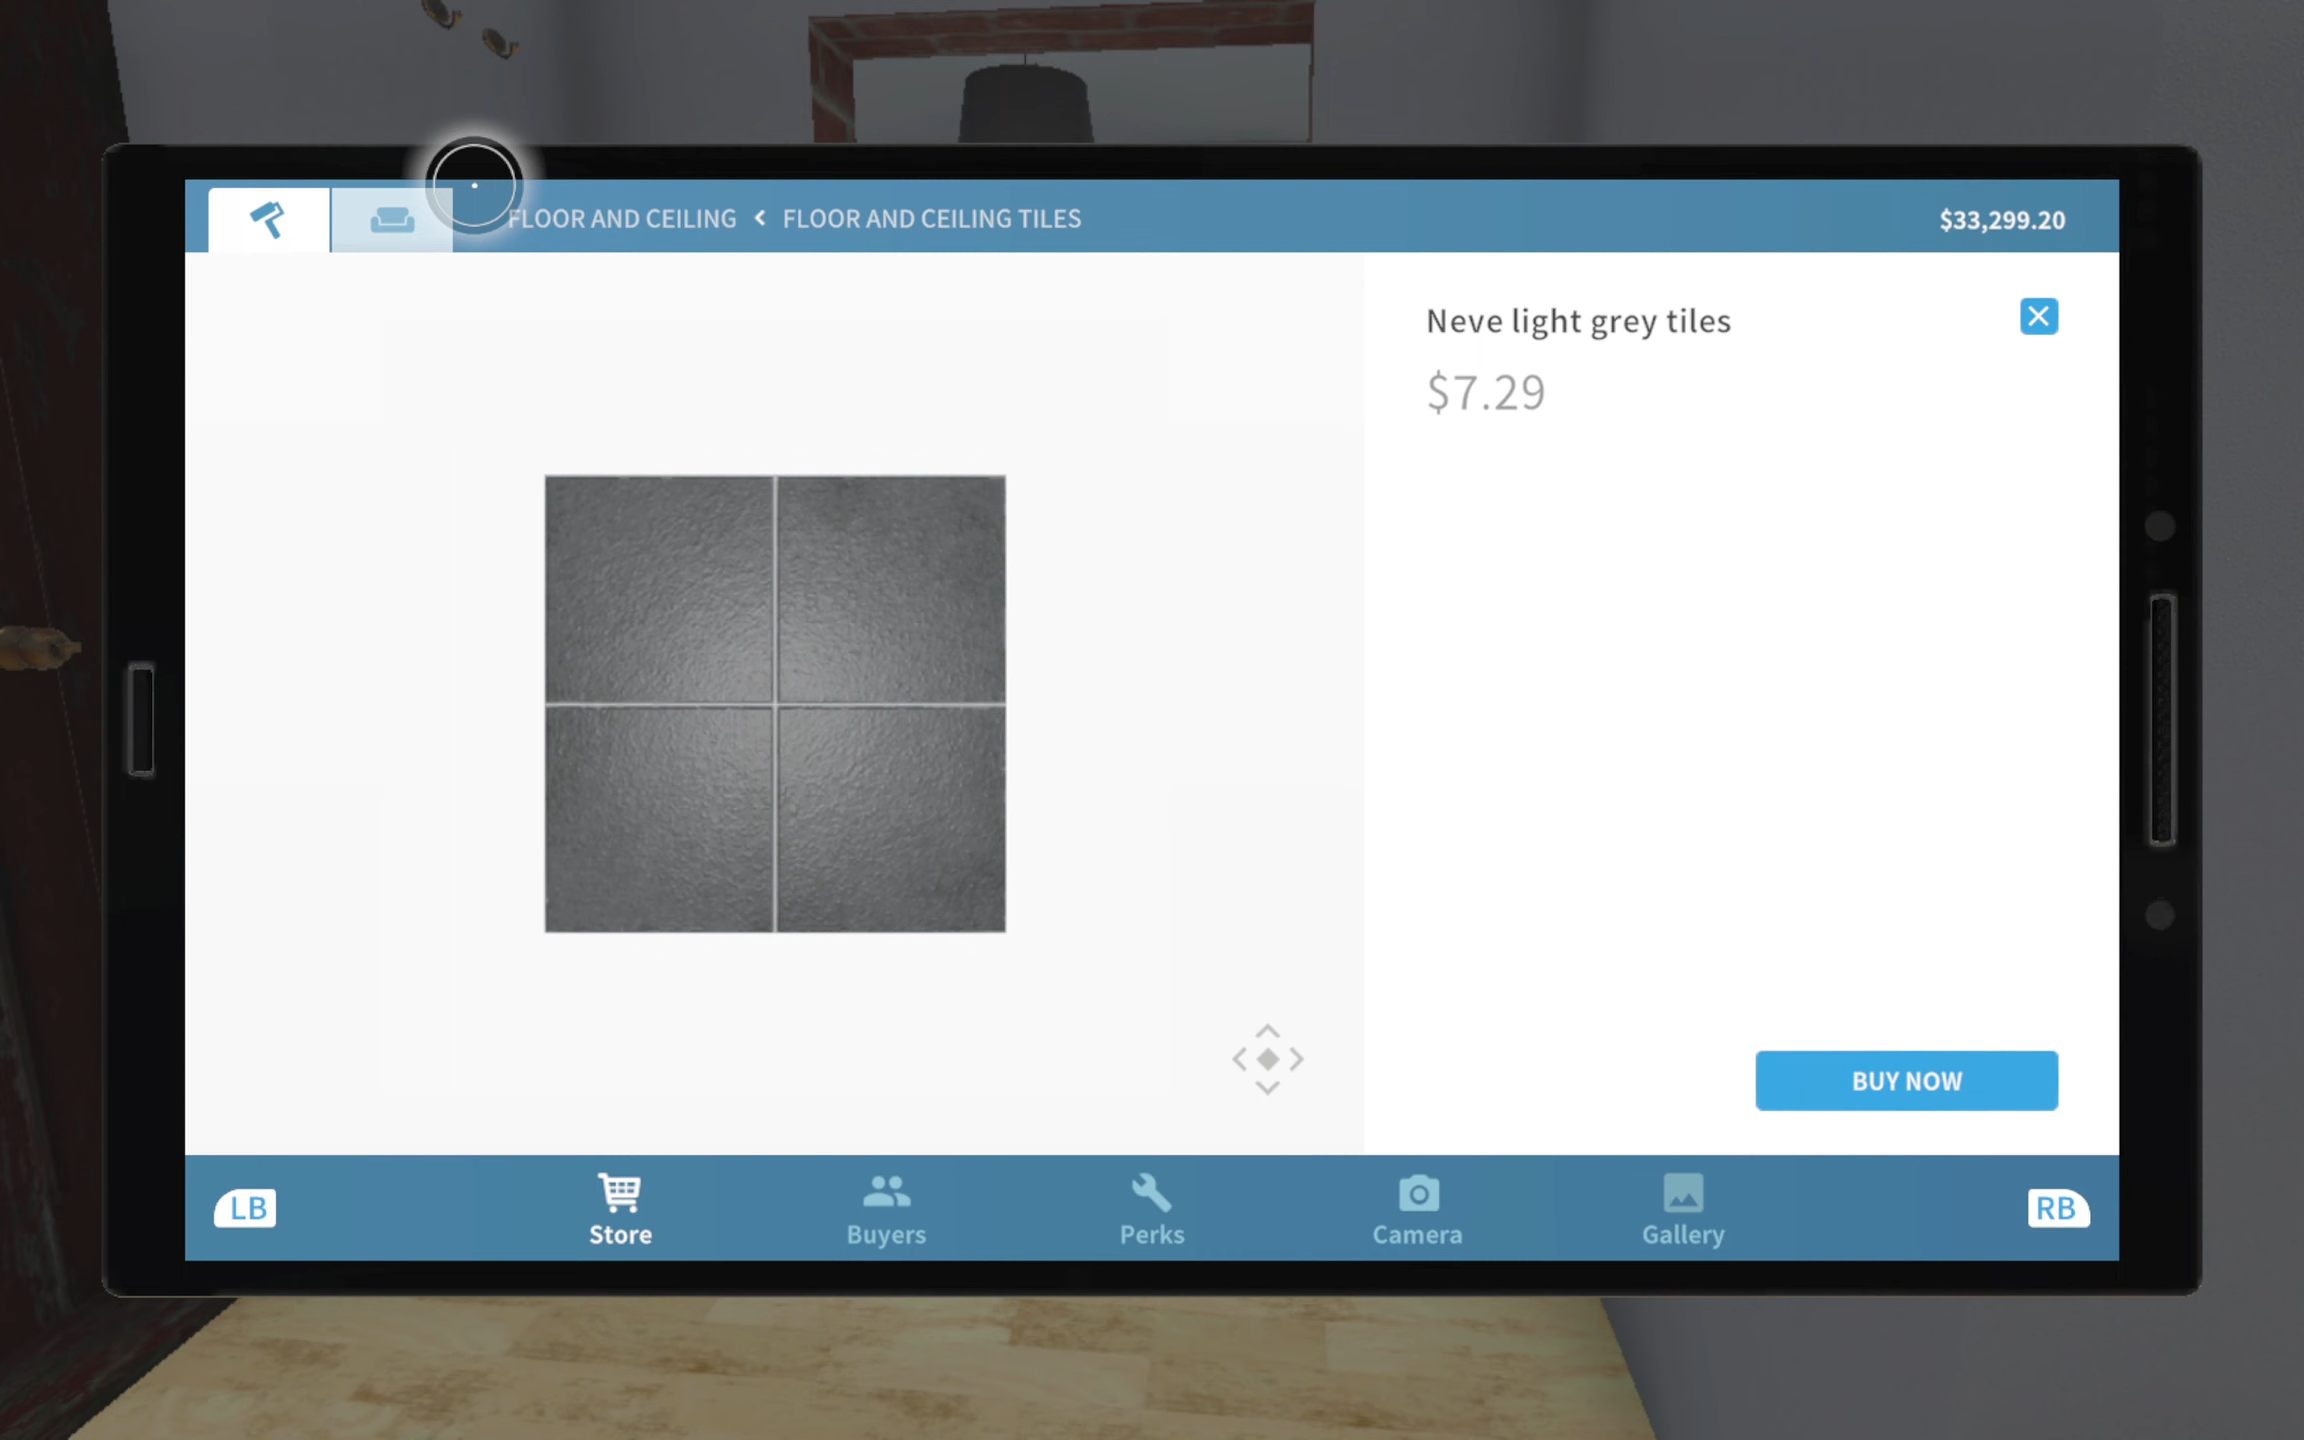 FLOOR AND CEILING < FLOOR AND CEILING TILES
$33,299.20
Neve light grey tiles
$7.29
BUY NOW
LB
Store
Buyers
Perks
Camera
Gallery
RB